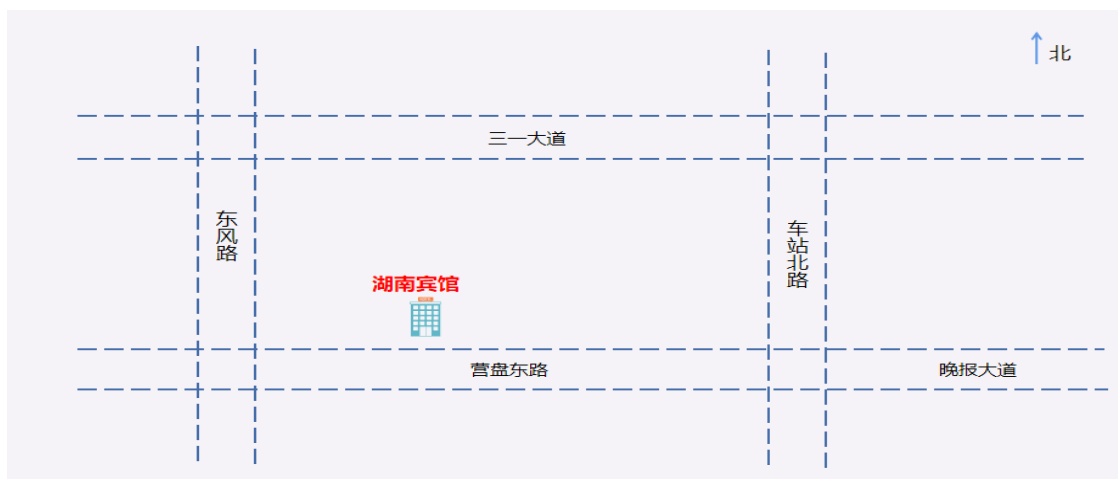 北
三一大道
东风路
车站北路
湖南宾馆
营盘东路
晚报大道